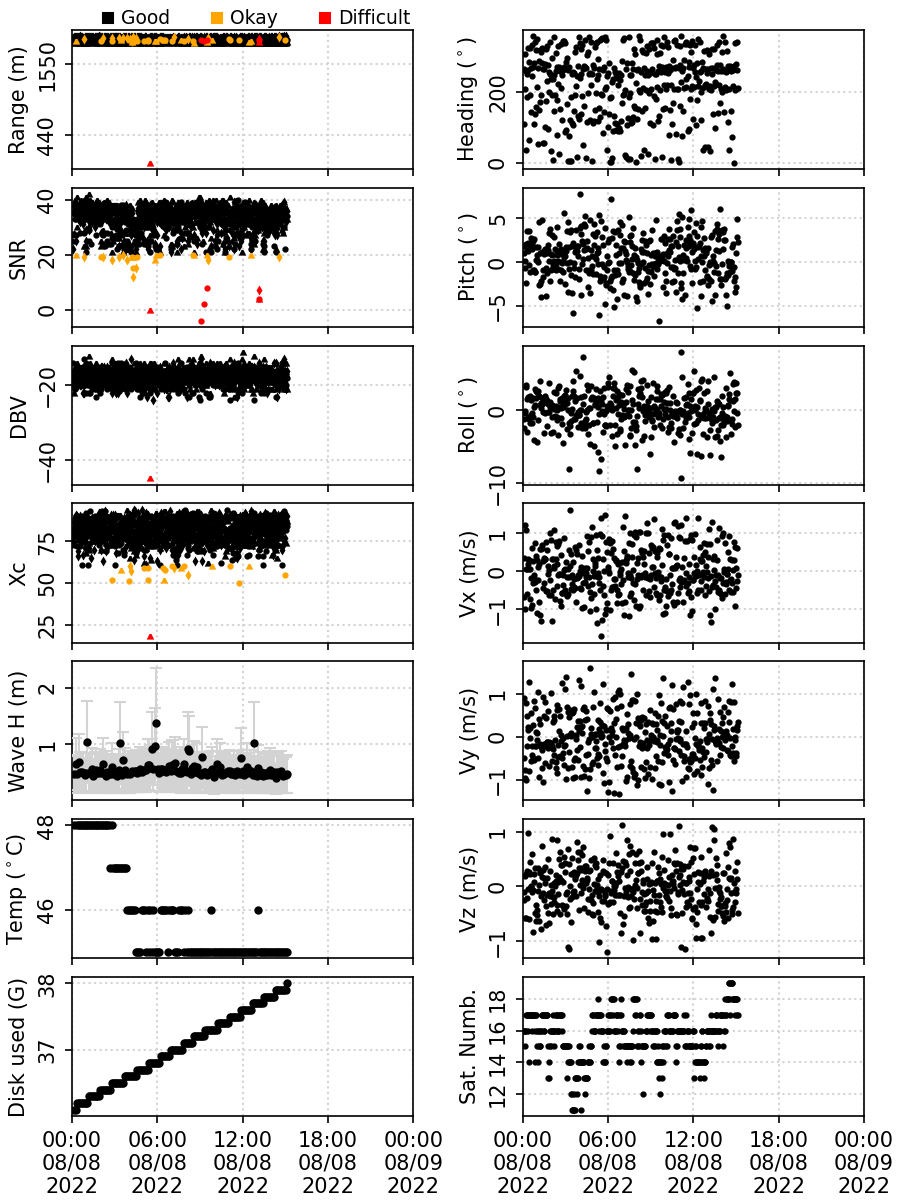 Good Okay Difficult
Range (m)
1550
440
Heading (°)
200
0
SNR
40
20
0
Pitch (°)
5
0
−5
DBV
−20
−40
Roll (°)
0
−10
Xc
75
50
25
Vx (m/s)
1
0
−1
Wave H (m)
2
1
Vy (m/s)
1
0
−1
Temp (°C)
48
46
Vz (m/s)
1
0
−1
Disk used (G)
38
37
Sat. Numb.
18
16
14
12
00:00 06:00 12:00 18:00 00:00 00:00 06:00 12:00 18:00 00:00
08/08 08/08 08/08 08/08 08/09 08/08 08/08 08/08 08/08 08/09
2022 2022 2022 2022 2022 2022 2022 2022 2022 2022